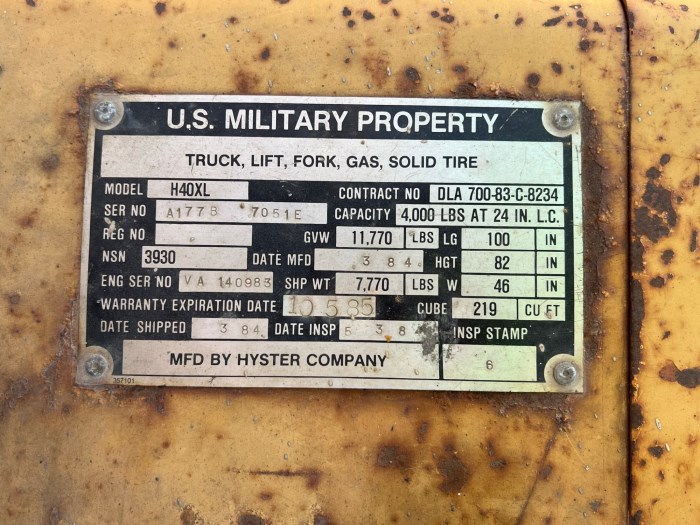 U.S. MILITARY PROPERTY
TRUCK, LIFT, FORK, GAS, SOLID TIRE
MODEL H40XL CONTRACT NO DLA 700-83-C-8234
SER NO A177B 7051E CAPACITY 4,000 LBS AT 24 IN. L.C.
REG NO GVW 11,770 LBS LG 100 IN
NSN 3930 DATE MFD 3 84 HGT 82 IN
ENG SER NO VA 140983 SHP WT 7,770 LBS W 46 IN
WARRANTY EXPIRATION DATE 10 5 85 CUBE 219 CU FT
DATE SHIPPED 3 84 DATE INSP 5 3 8 INSP STAMP
MFD BY HYSTER COMPANY 6
357101